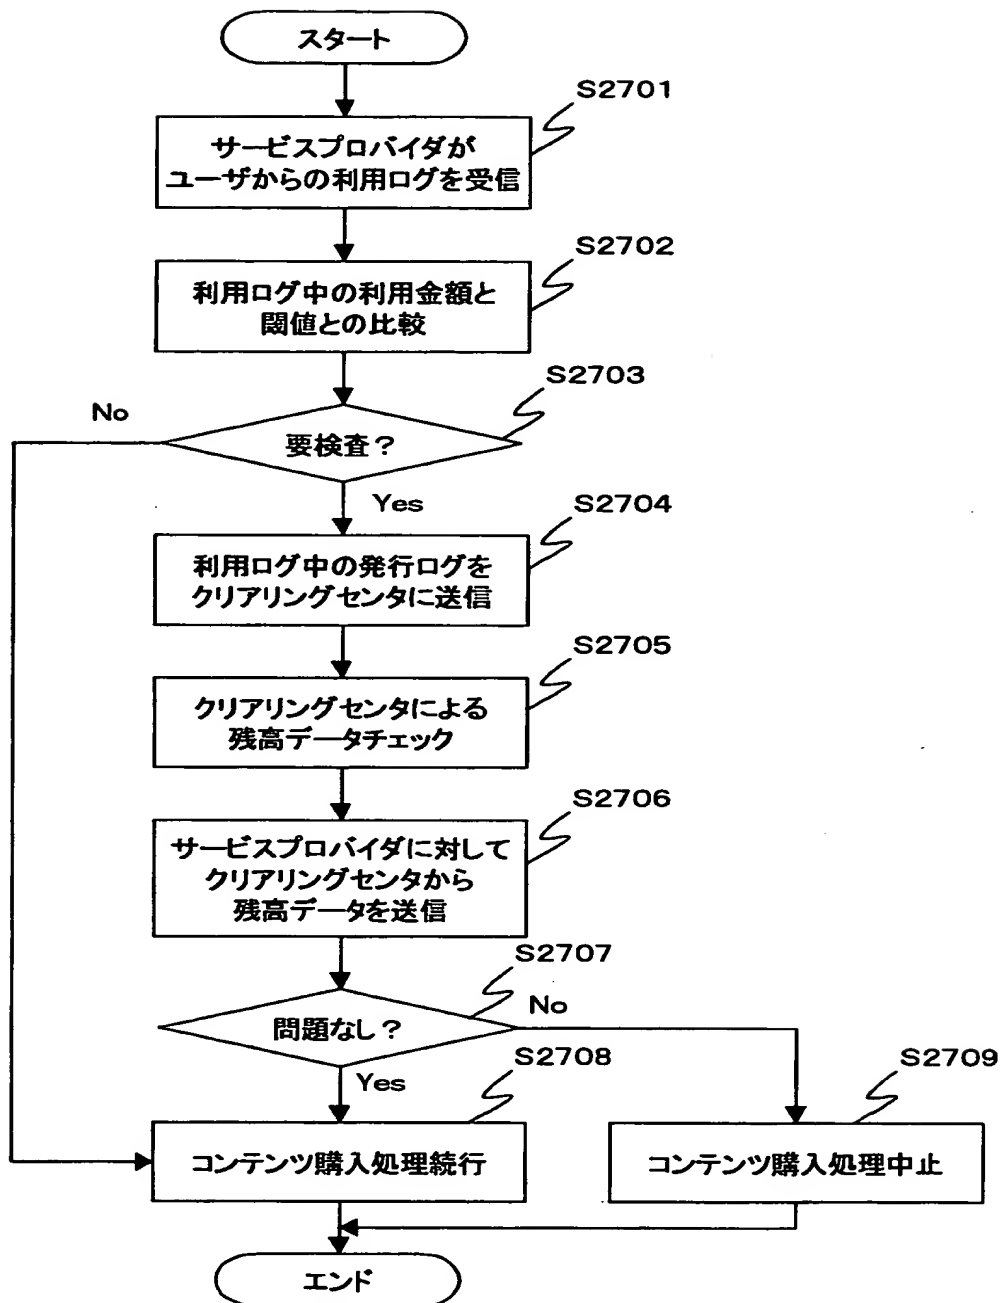 スタート
S2701
サービスプロバイダが
ユーザからの利用ログを受信
S2702
利用ログ中の利用金額と
閾値との比較
S2703
No
要検査？
Yes
S2704
利用ログ中の発行ログを
クリアリングセンタに送信
S2705
クリアリングセンタによる
残高データチェック
S2706
サービスプロバイダに対して
クリアリングセンタから
残高データを送信
S2707
No
問題なし？
Yes
S2708
S2709
コンテンツ購入処理続行
コンテンツ購入処理中止
エンド